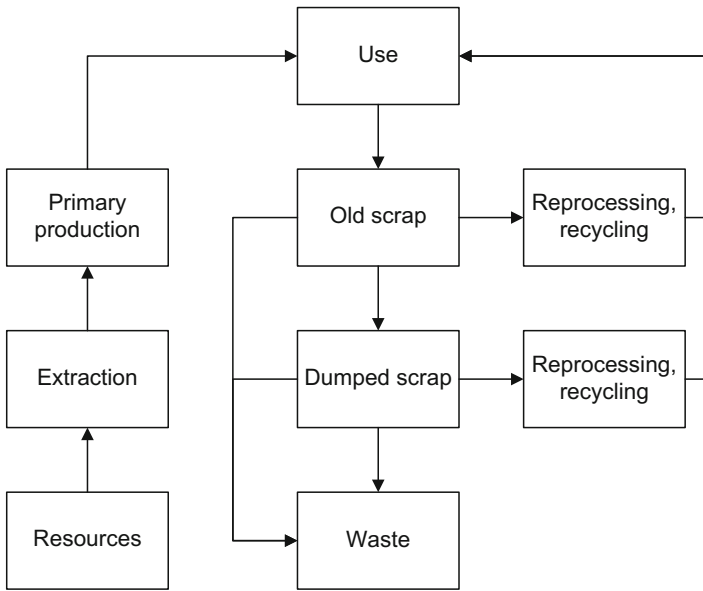 Use
Primary
production
Old scrap
Reprocessing,
recycling
Extraction
Dumped scrap
Reprocessing,
recycling
Resources
Waste